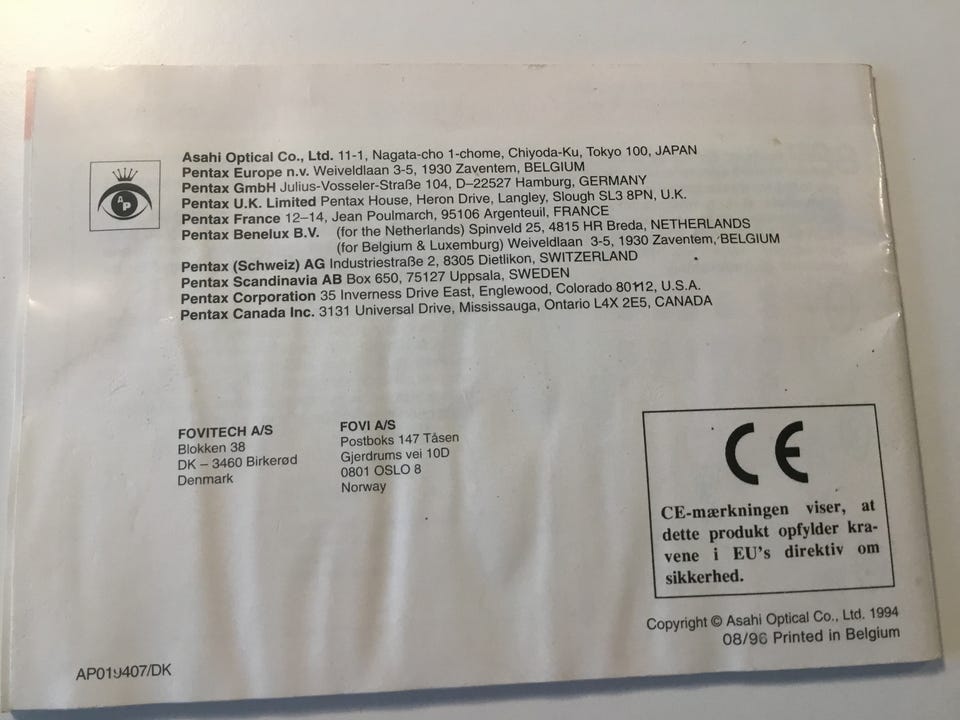 Asahi Optical Co., Ltd. 11-1, Nagata-cho 1-chome, Chiyoda-Ku, Tokyo 100, JAPAN
Pentax Europe n.v. Weiveldlaan 3-5, 1930 Zaventem, BELGIUM
Pentax GmbH Julius-Vosseler-Straße 104, D–22527 Hamburg, GERMANY
Pentax U.K. Limited Pentax House, Heron Drive, Langley, Slough SL3 8PN, U.K.
Pentax France 12–14, Jean Poulmarch, 95106 Argenteuil, FRANCE
Pentax Benelux B.V. (for the Netherlands) Spinveld 25, 4815 HR Breda, NETHERLANDS
(for Belgium & Luxemburg) Weiveldlaan 3-5, 1930 Zaventem, BELGIUM
Pentax (Schweiz) AG Industriestraße 2, 8305 Dietlikon, SWITZERLAND
Pentax Scandinavia AB Box 650, 75127 Uppsala, SWEDEN
Pentax Corporation 35 Inverness Drive East, Englewood, Colorado 80112, U.S.A.
Pentax Canada Inc. 3131 Universal Drive, Mississauga, Ontario L4X 2E5, CANADA
AP
FOVITECH A/S
Blokken 38
DK – 3460 Birkerød
Denmark
FOVI A/S
Postboks 147 Tåsen
Gjerdrums vei 10D
0801 OSLO 8
Norway
CE
CE-mærkningen viser, at
dette produkt opfylder kra-
vene i EU's direktiv om
sikkerhed.
Copyright © Asahi Optical Co., Ltd. 1994
08/96 Printed in Belgium
AP019407/DK